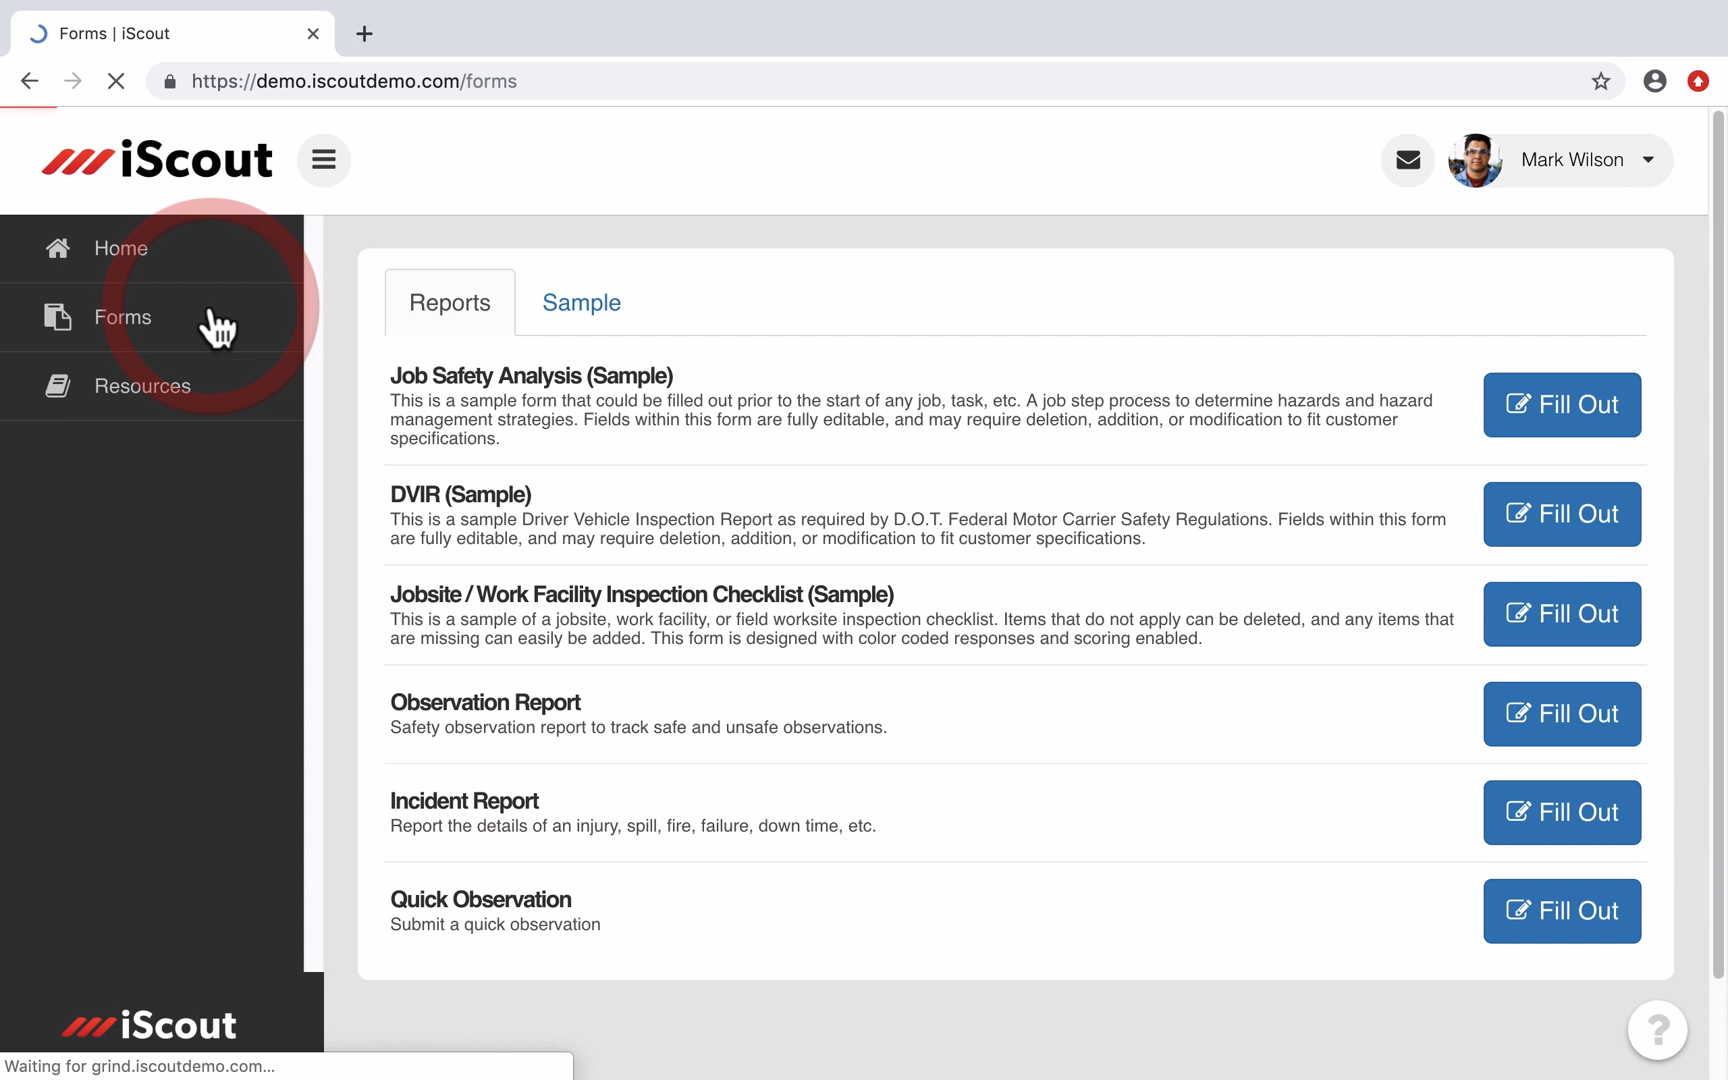 Forms | iScout
https://demo.iscoutdemo.com/forms
iScout
Mark Wilson
Home
Forms
Resources
Reports
Sample
Job Safety Analysis (Sample)
This is a sample form that could be filled out prior to the start of any job, task, etc. A job step process to determine hazards and hazard
management strategies. Fields within this form are fully editable, and may require deletion, addition, or modification to fit customer
specifications.
Fill Out
DVIR (Sample)
This is a sample Driver Vehicle Inspection Report as required by D.O.T. Federal Motor Carrier Safety Regulations. Fields within this form
are fully editable, and may require deletion, addition, or modification to fit customer specifications.
Fill Out
Jobsite / Work Facility Inspection Checklist (Sample)
This is a sample of a jobsite, work facility, or field worksite inspection checklist. Items that do not apply can be deleted, and any items that
are missing can easily be added. This form is designed with color coded responses and scoring enabled.
Fill Out
Observation Report
Safety observation report to track safe and unsafe observations.
Fill Out
Incident Report
Report the details of an injury, spill, fire, failure, down time, etc.
Fill Out
Quick Observation
Submit a quick observation
Fill Out
iScout
?
Waiting for grind.iscoutdemo.com...